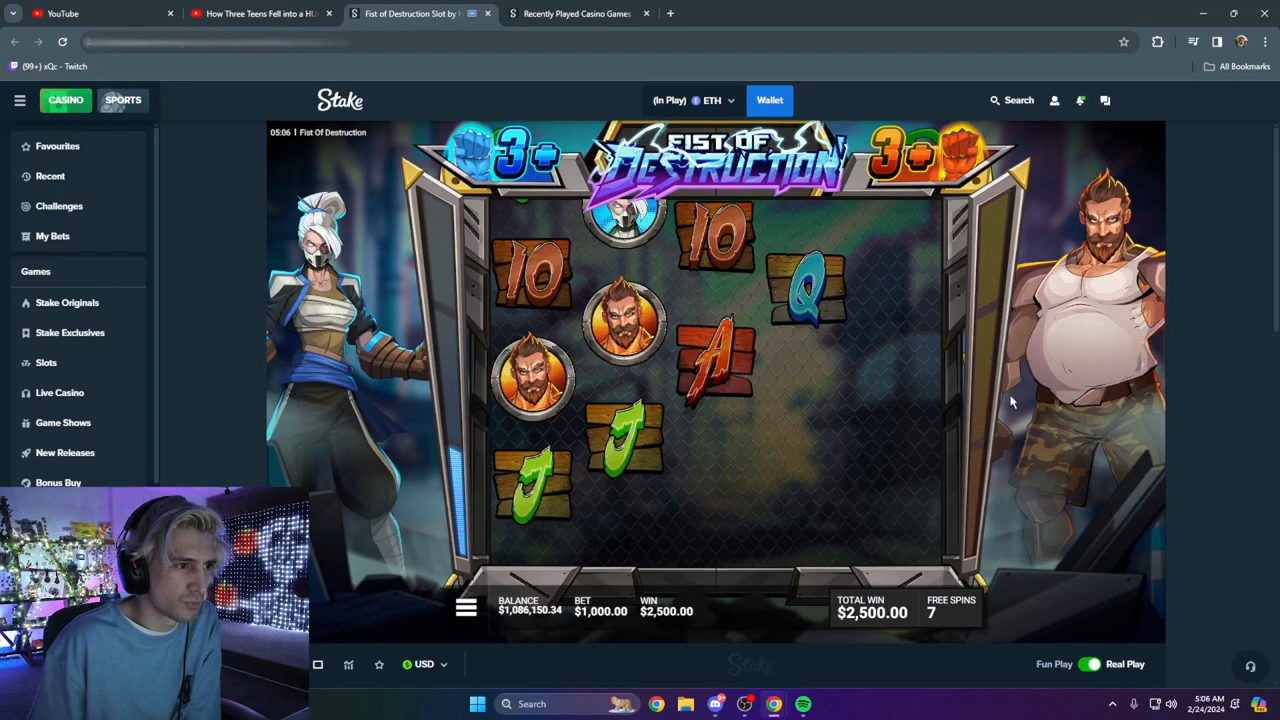 YouTube
How Three Teens Fell into a HU
Fist of Destruction Slot by
Recently Played Casino Games
(99+) xQc - Twitch
All Bookmarks
CASINO
SPORTS
Stake
(In Play) ETH
Wallet
Search
05:06 | Fist Of Destruction
3+
FIST OF
DESTRUCTION
3+
Favourites
Recent
Challenges
My Bets
Games
Stake Originals
Stake Exclusives
Slots
Live Casino
Game Shows
New Releases
Bonus Buy
10
10
Q
A
J
J
BALANCE
$1,086,150.34
BET
$1,000.00
WIN
$2,500.00
TOTAL WIN
$2,500.00
FREE SPINS
7
USD
Stake
Fun Play
Real Play
Search
5:06 AM
2/24/2024